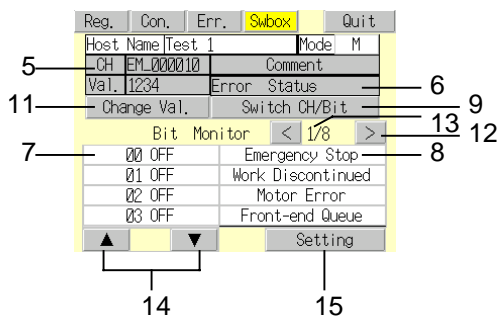 Reg. Con. Err. Swbox Quit
Host Name Test 1 Mode M
5 CH EM_000010 Comment
Val. 1234 Error Status 6
11 Change Val. Switch CH/Bit 9
Bit Monitor < 1/8 > 13 12
7 00 OFF Emergency Stop 8
01 OFF Work Discontinued
02 OFF Motor Error
03 OFF Front-end Queue
▲ ▼ Setting
14 15